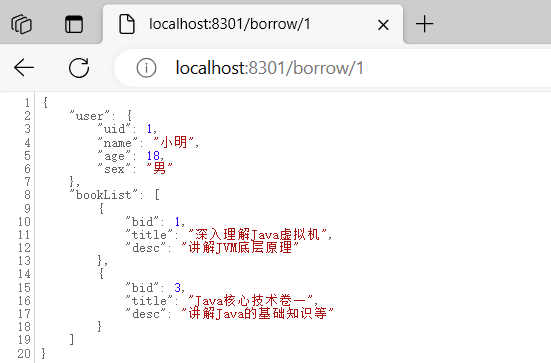 localhost:8301/borrow/1
localhost:8301/borrow/1
1 {
2     "user": {
3         "uid": 1,
4         "name": "小明",
5         "age": 18,
6         "sex": "男"
7     },
8     "bookList": [
9         {
10             "bid": 1,
11             "title": "深入理解Java虚拟机",
12             "desc": "讲解JVM底层原理"
13         },
14         {
15             "bid": 3,
16             "title": "Java核心技术卷一",
17             "desc": "讲解Java的基础知识等"
18         }
19     ]
20 }